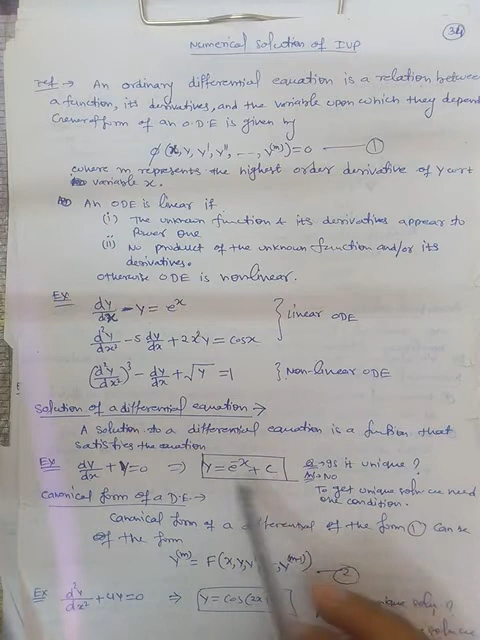 34
Numerical Solution of IVP
Def → An ordinary differential equation is a relation between
a function, its derivatives, and the variable upon which they depend
General form of an O.D.E is given by
φ(x, y, y', y'', ..., y^(m)) = 0 — ①
where m represents the highest order derivative of y wrt
variable x.
An ODE is linear if
(i) The unknown function & its derivatives appear to
Power one
(ii) No product of the unknown function and/or its
derivatives.
otherwise ODE is nonlinear.
Ex dy/dx - y = e^x
} Linear ODE
d²y/dx² - 5 dy/dx + 2x²y = cosx
(d²y/dx²)³ - dy/dx + √y = 1 } Non-linear ODE
Solution of a differential equation →
A solution to a differential equation is a function that
satisfies the equation
Ex dy/dx + y = 0 ⇒ y = e^-x + c Q → Is it unique?
A → No
To get unique soln we need
one condition.
Canonical form of a D.E. →
Canonical form of a differential of the form ① can be
of the form
y^(m) = F(x, y, y' , y^(m-1)) — ②
Ex d²y/dx² + 4y = 0 → y = cos(2x unique soln